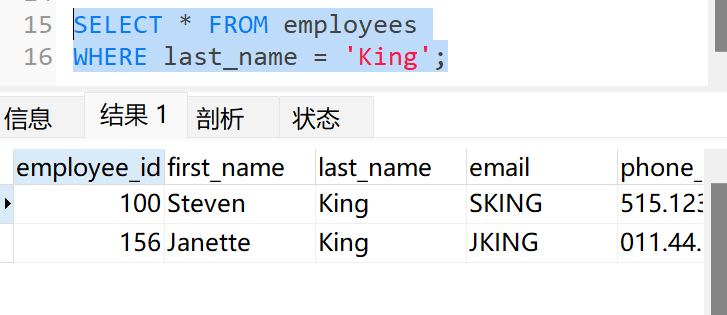 15 SELECT * FROM employees
16 WHERE last_name = 'King';
信息 结果 1 剖析 状态
employee_id first_name last_name email phone_
100 Steven King SKING 515.123
156 Janette King JKING 011.44.